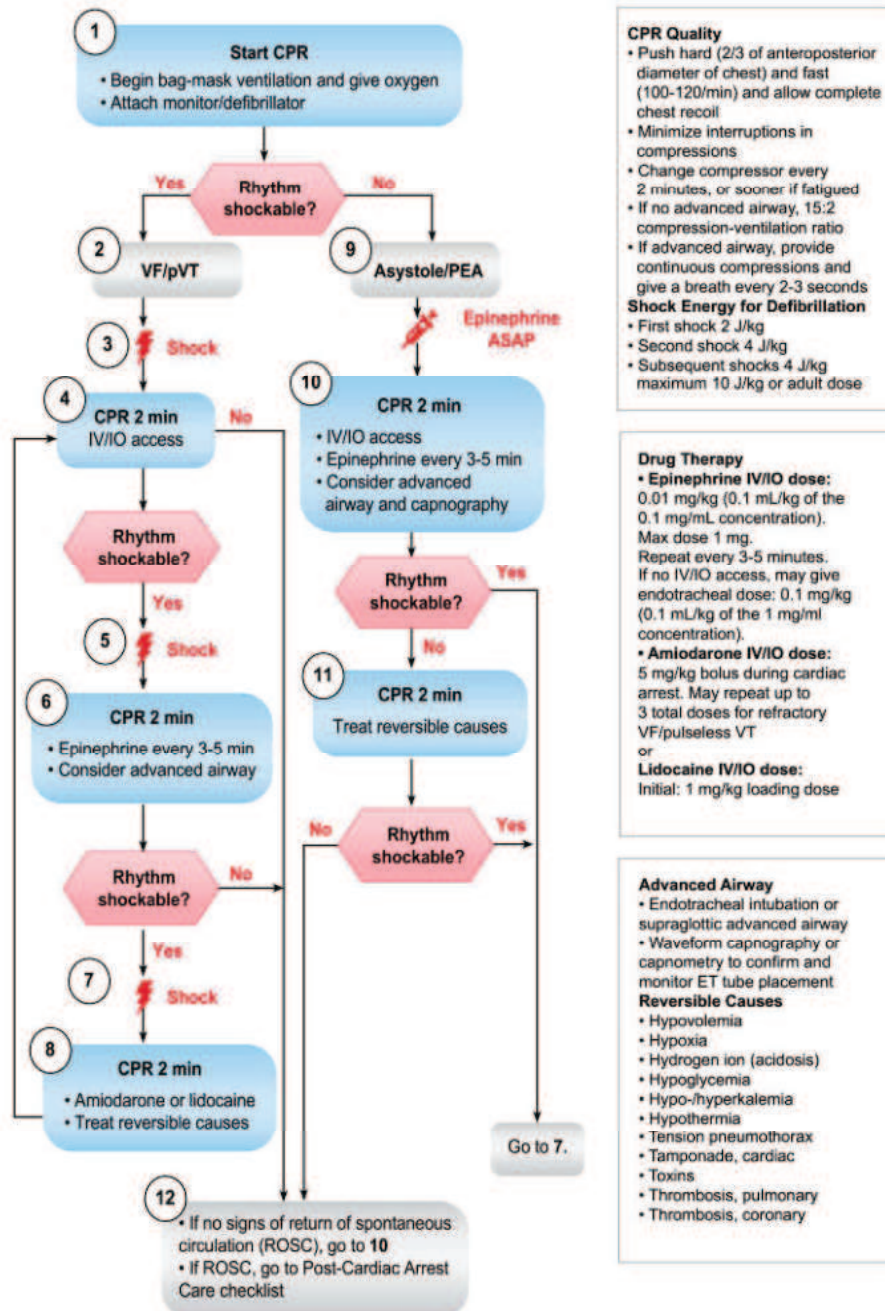 1
Start CPR
• Begin bag-mask ventilation and give oxygen
• Attach monitor/defibrillator
Yes
Rhythm
shockable?
No
2
VF/pVT
9
Asystole/PEA
3
Shock
Epinephrine
ASAP
4
CPR 2 min
IV/IO access
No
10
CPR 2 min
• IV/IO access
• Epinephrine every 3-5 min
• Consider advanced
airway and capnography
Rhythm
shockable?
Yes
Rhythm
shockable?
Yes
No
5
Shock
11
CPR 2 min
Treat reversible causes
6
CPR 2 min
• Epinephrine every 3-5 min
• Consider advanced airway
No
Rhythm
shockable?
Yes
Rhythm
shockable?
No
Yes
7
Shock
8
CPR 2 min
• Amiodarone or lidocaine
• Treat reversible causes
Go to 7.
12
• If no signs of return of spontaneous
circulation (ROSC), go to 10
• If ROSC, go to Post-Cardiac Arrest
Care checklist
CPR Quality
• Push hard (2/3 of anteroposterior
diameter of chest) and fast
(100-120/min) and allow complete
chest recoil
• Minimize interruptions in
compressions
• Change compressor every
2 minutes, or sooner if fatigued
• If no advanced airway, 15:2
compression-ventilation ratio
• If advanced airway, provide
continuous compressions and
give a breath every 2-3 seconds
Shock Energy for Defibrillation
• First shock 2 J/kg
• Second shock 4 J/kg
• Subsequent shocks 4 J/kg
maximum 10 J/kg or adult dose
Drug Therapy
• Epinephrine IV/IO dose:
0.01 mg/kg (0.1 mL/kg of the
0.1 mg/mL concentration).
Max dose 1 mg.
Repeat every 3-5 minutes.
If no IV/IO access, may give
endotracheal dose: 0.1 mg/kg
(0.1 mL/kg of the 1 mg/ml
concentration).
• Amiodarone IV/IO dose:
5 mg/kg bolus during cardiac
arrest. May repeat up to
3 total doses for refractory
VF/pulseless VT
or
Lidocaine IV/IO dose:
Initial: 1 mg/kg loading dose
Advanced Airway
• Endotracheal intubation or
supraglottic advanced airway
• Waveform capnography or
capnometry to confirm and
monitor ET tube placement
Reversible Causes
• Hypovolemia
• Hypoxia
• Hydrogen ion (acidosis)
• Hypoglycemia
• Hypo-/hyperkalemia
• Hypothermia
• Tension pneumothorax
• Tamponade, cardiac
• Toxins
• Thrombosis, pulmonary
• Thrombosis, coronary